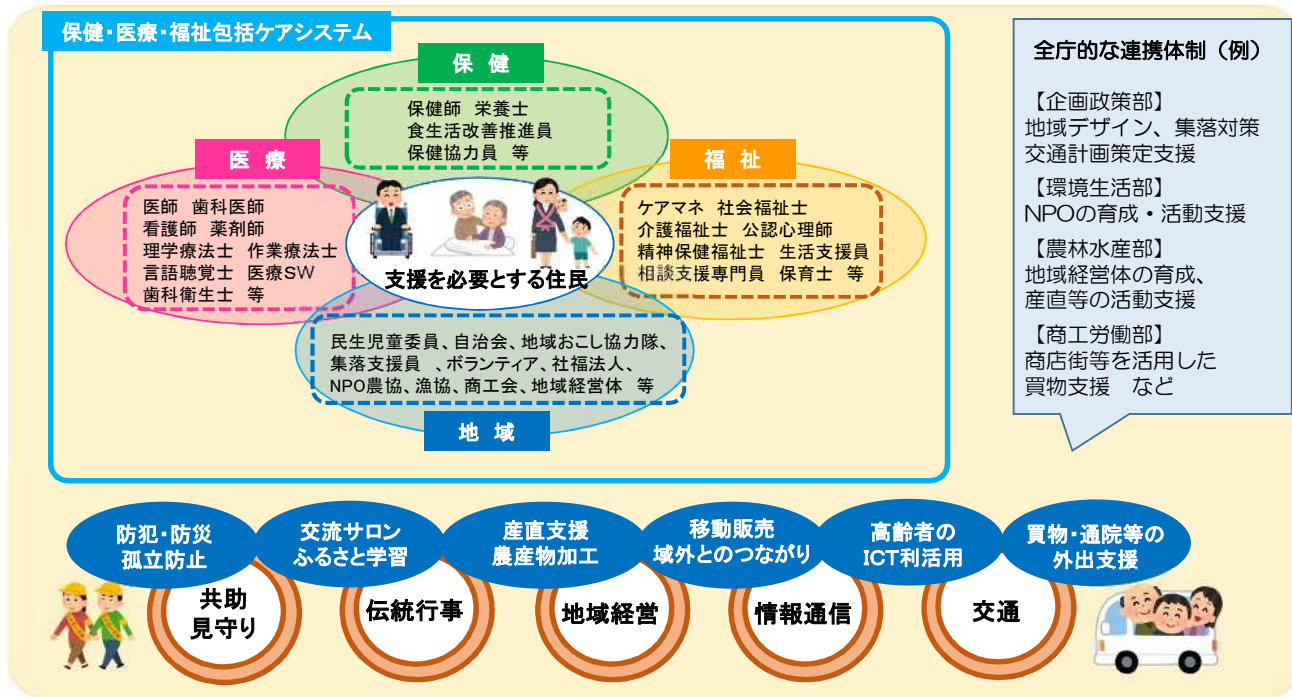 保健・医療・福祉包括ケアシステム
保 健
保健師 栄養士
食生活改善推進員
保健協力員 等
医 療
医師 歯科医師
看護師 薬剤師
理学療法士 作業療法士
言語聴覚士 医療SW
歯科衛生士 等
福 祉
ケアマネ 社会福祉士
介護福祉士 公認心理師
精神保健福祉士 生活支援員
相談支援専門員 保育士 等
支援を必要とする住民
民生児童委員、自治会、地域おこし協力隊、
集落支援員 、ボランティア、社福法人、
NPO農協、漁協、商工会、地域経営体 等
地 域
全庁的な連携体制（例）
【企画政策部】
地域デザイン、集落対策
交通計画策定支援
【環境生活部】
NPOの育成・活動支援
【農林水産部】
地域経営体の育成、
産直等の活動支援
【商工労働部】
商店街等を活用した
買物支援 など
防犯・防災
孤立防止
交流サロン
ふるさと学習
産直支援
農産物加工
移動販売
域外とのつながり
高齢者の
ICT利活用
買物・通院等の
外出支援
共助
見守り
伝統行事
地域経営
情報通信
交通